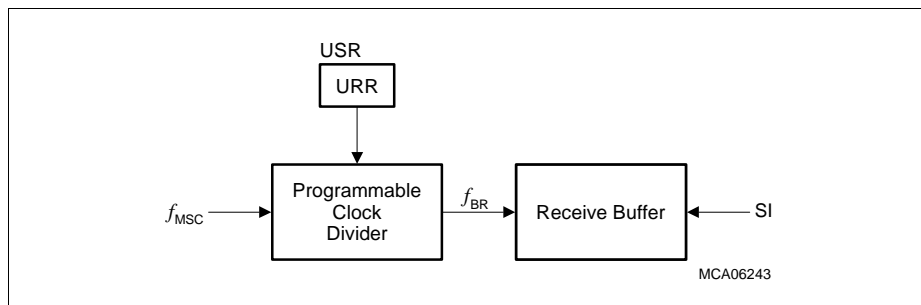 USR
URR
Programmable
Clock
Divider
fMSC
fBR
Receive Buffer
SI
MCA06243